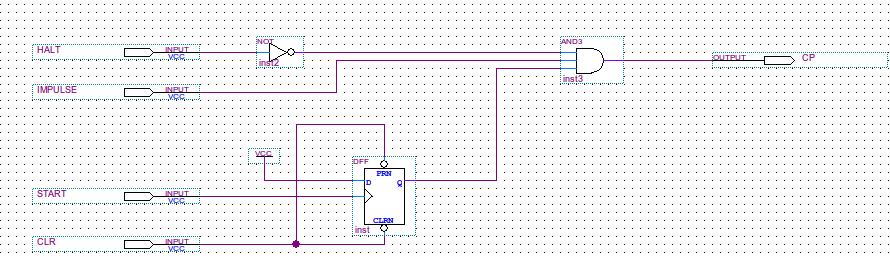 NOT
AND3
HALT
INPUT
VCC
inst2
OUTPUT
CP
inst3
IMPULSE
INPUT
VCC
VCC
DFF
PRN
D
Q
START
INPUT
VCC
CLRN
inst
CLR
INPUT
VCC